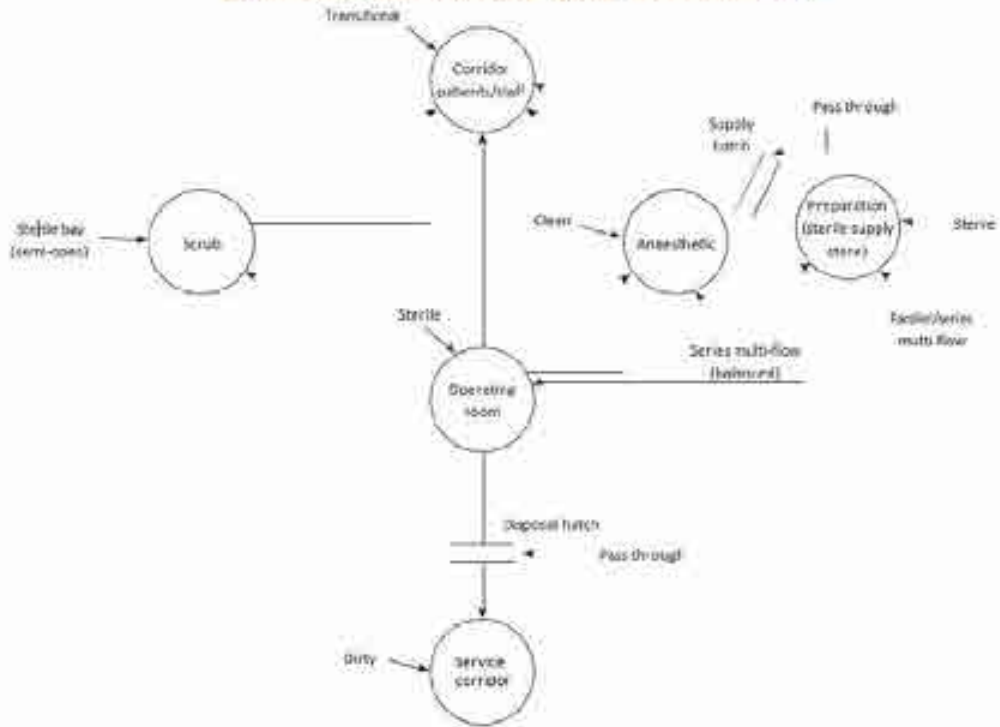 Transitional
Corridor
patients/staff
Pass through
Supply
hatch
Preparation
(sterile supply
store)
Clean
Anaesthetic
Sterile bay
(semi-open)
Scrub
Sterile
Parallel/series
multi flow
Sterile
Series multi-flow
Operating
room
Disposal hatch
Pass through
Dirty
Service
corridor